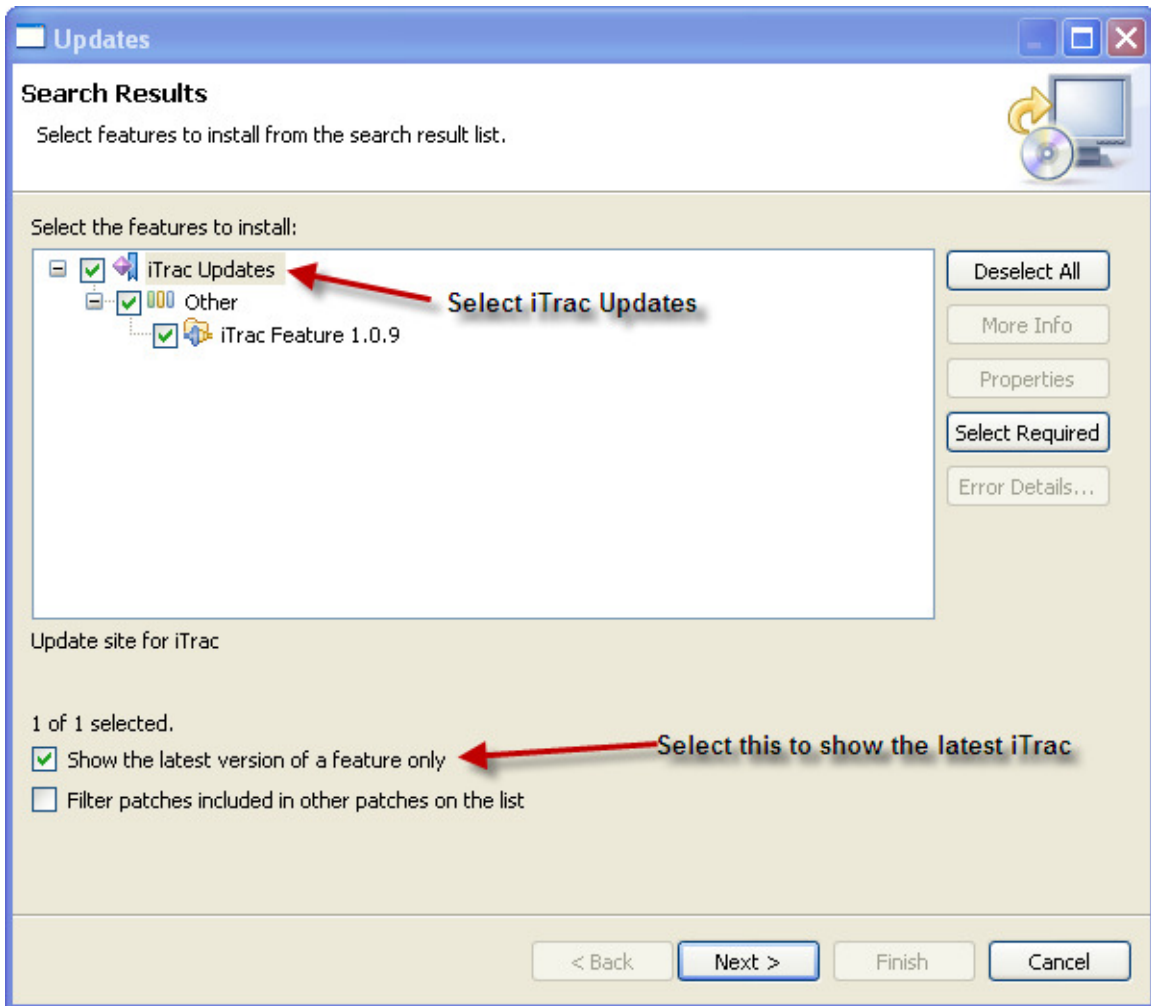 Updates
Search Results
Select features to install from the search result list.
Select the features to install:
iTrac Updates
Select iTrac Updates
Other
iTrac Feature 1.0.9
Deselect All
More Info
Properties
Select Required
Error Details...
Update site for iTrac
1 of 1 selected.
Show the latest version of a feature only
Select this to show the latest iTrac
Filter patches included in other patches on the list
< Back
Next >
Finish
Cancel